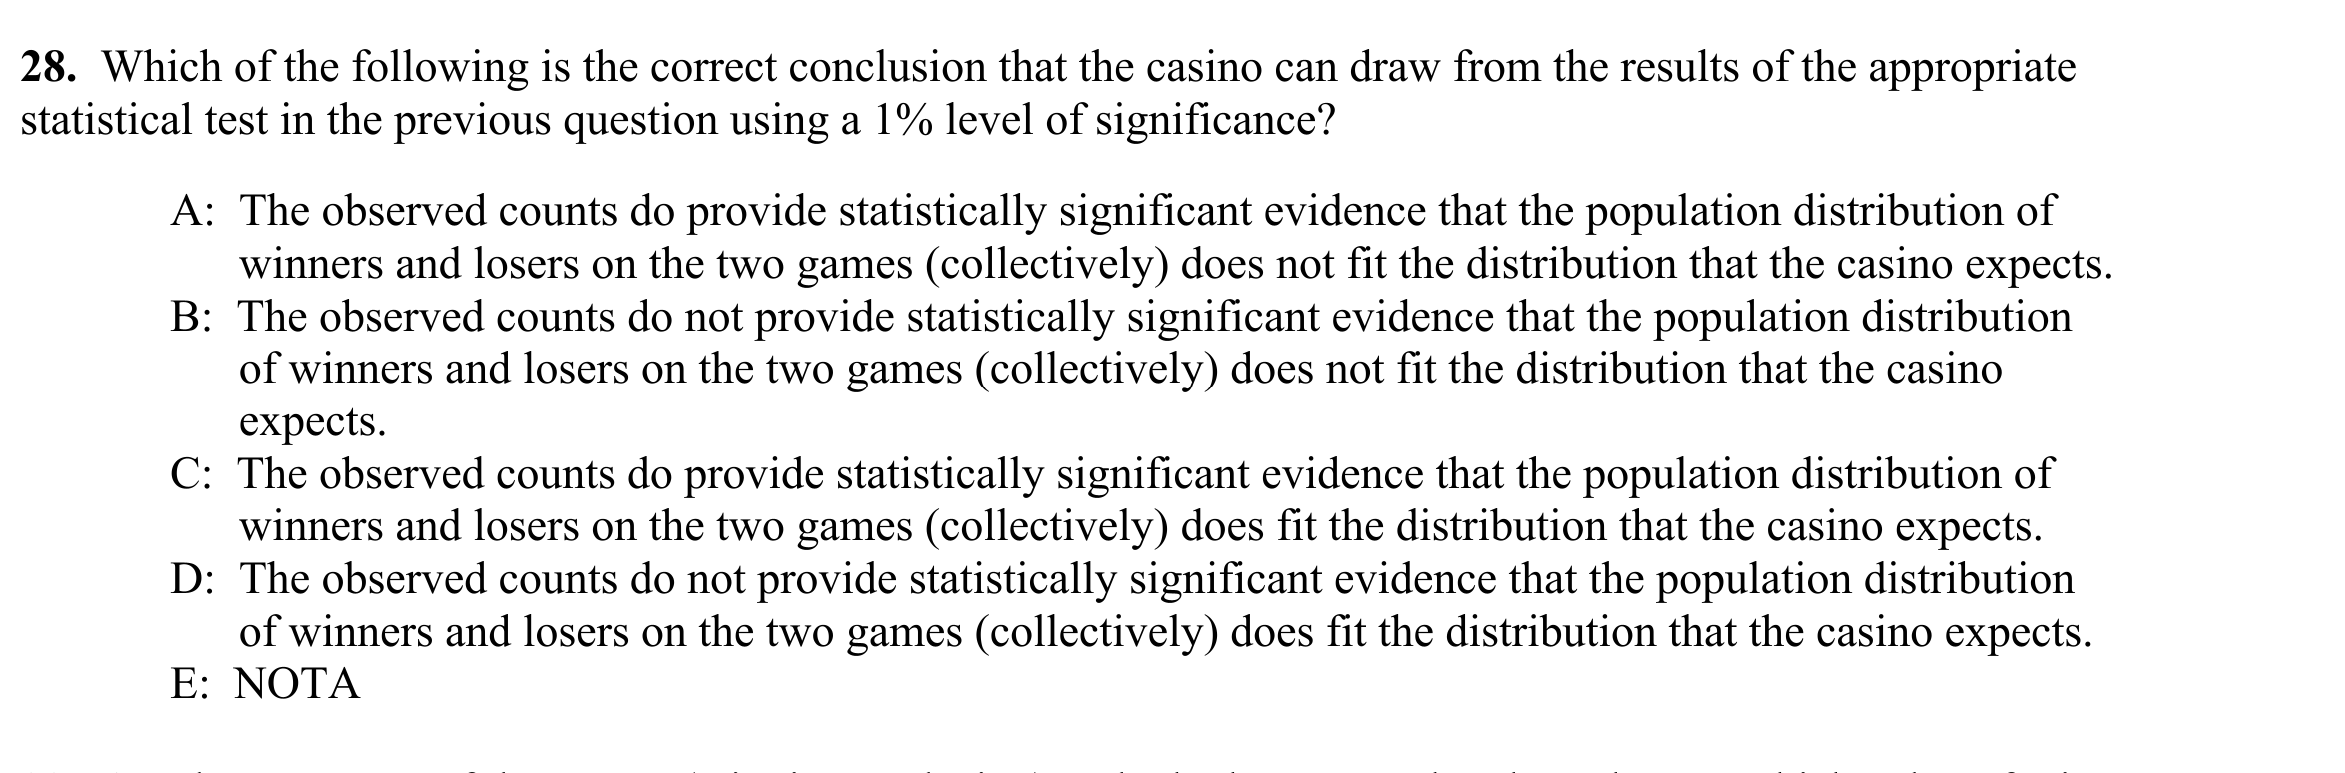 28. Which of the following is the correct conclusion that the casino can draw from the results of the appropriate
statistical test in the previous question using a 1% level of significance?
A: The observed counts do provide statistically significant evidence that the population distribution of
winners and losers on the two games (collectively) does not fit the distribution that the casino expects.
B: The observed counts do not provide statistically significant evidence that the population distribution
of winners and losers on the two games (collectively) does not fit the distribution that the casino
expects.
C: The observed counts do provide statistically significant evidence that the population distribution of
winners and losers on the two games (collectively) does fit the distribution that the casino expects.
D: The observed counts do not provide statistically significant evidence that the population distribution
of winners and losers on the two games (collectively) does fit the distribution that the casino expects.
E: NOTA